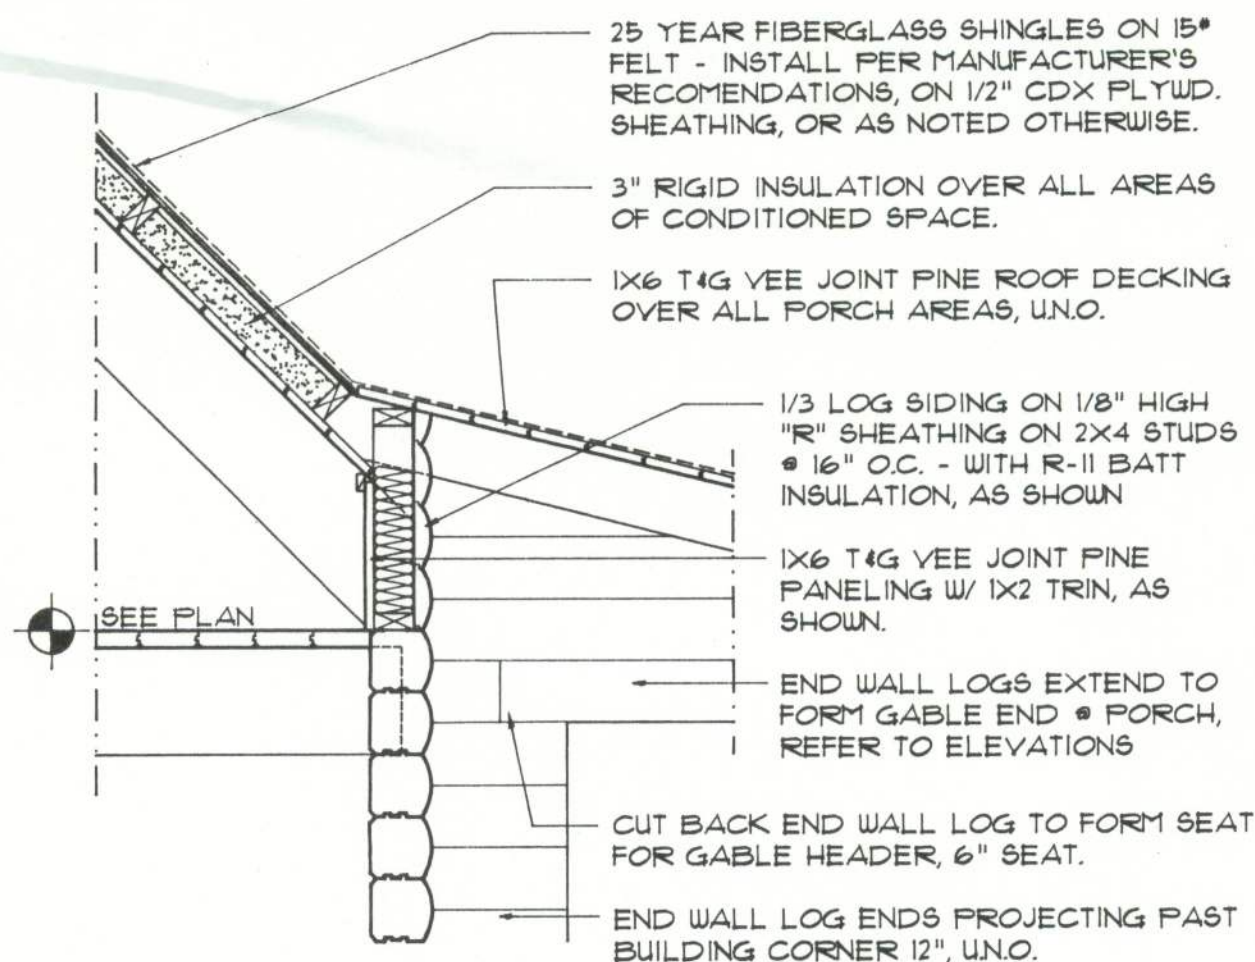 25 YEAR FIBERGLASS SHINGLES ON 15#
FELT - INSTALL PER MANUFACTURER'S
RECOMENDATIONS, ON 1/2" CDX PLYWD.
SHEATHING, OR AS NOTED OTHERWISE.
3" RIGID INSULATION OVER ALL AREAS
OF CONDITIONED SPACE.
1X6 T&G VEE JOINT PINE ROOF DECKING
OVER ALL PORCH AREAS, U.N.O.
1/3 LOG SIDING ON 1/8" HIGH
"R" SHEATHING ON 2X4 STUDS
@ 16" O.C. - WITH R-11 BATT
INSULATION, AS SHOWN
1X6 T&G VEE JOINT PINE
PANELING W/ 1X2 TRIN, AS
SHOWN.
SEE PLAN
END WALL LOGS EXTEND TO
FORM GABLE END @ PORCH,
REFER TO ELEVATIONS
CUT BACK END WALL LOG TO FORM SEAT
FOR GABLE HEADER, 6" SEAT.
END WALL LOG ENDS PROJECTING PAST
BUILDING CORNER 12", U.N.O.